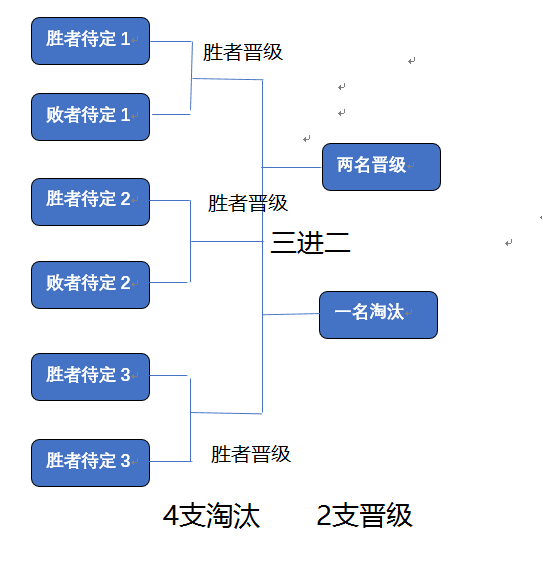 胜者待定 1
胜者晋级
败者待定 1
两名晋级
胜者待定 2
胜者晋级
三进二
败者待定 2
一名淘汰
胜者待定 3
胜者待定 3
胜者晋级
4支淘汰
2支晋级